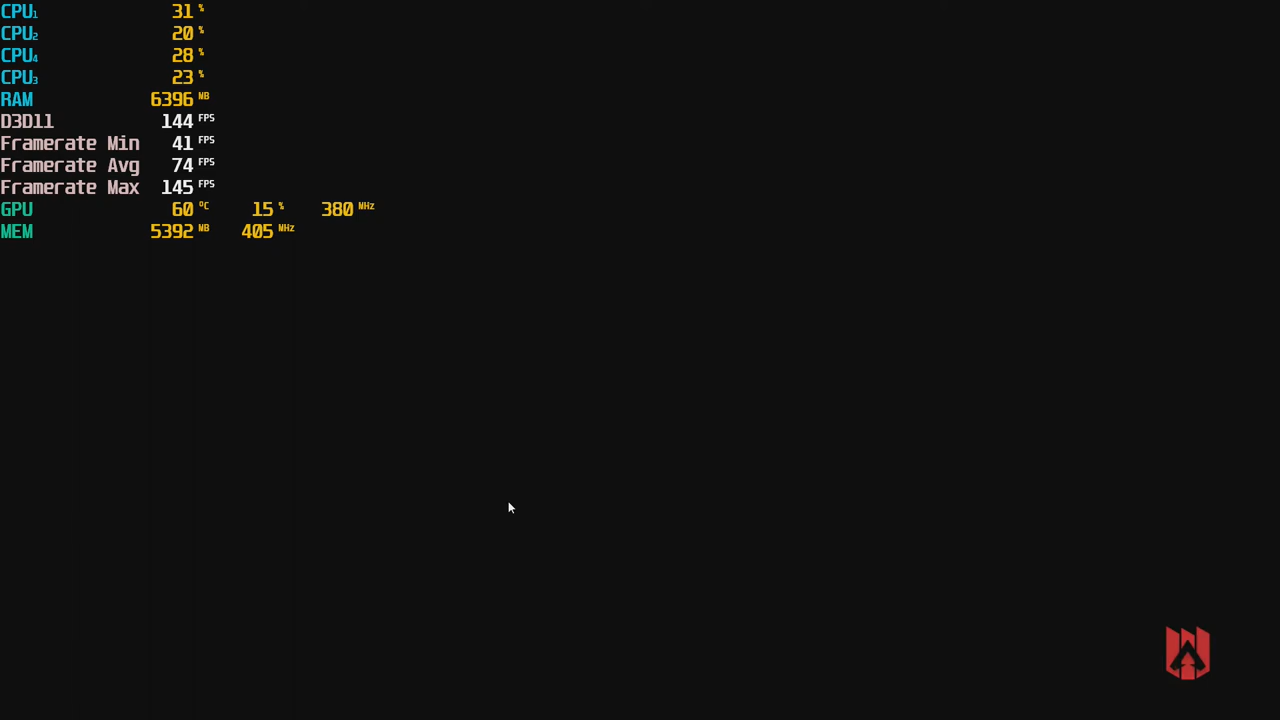 CPU₁ 31 %
CPU₂ 20 %
CPU₄ 28 %
CPU₃ 23 %
RAM 6396 MB
D3D11 144 FPS
Framerate Min 41 FPS
Framerate Avg 74 FPS
Framerate Max 145 FPS
GPU 60 °C 15 % 380 MHz
MEM 5392 MB 405 MHz